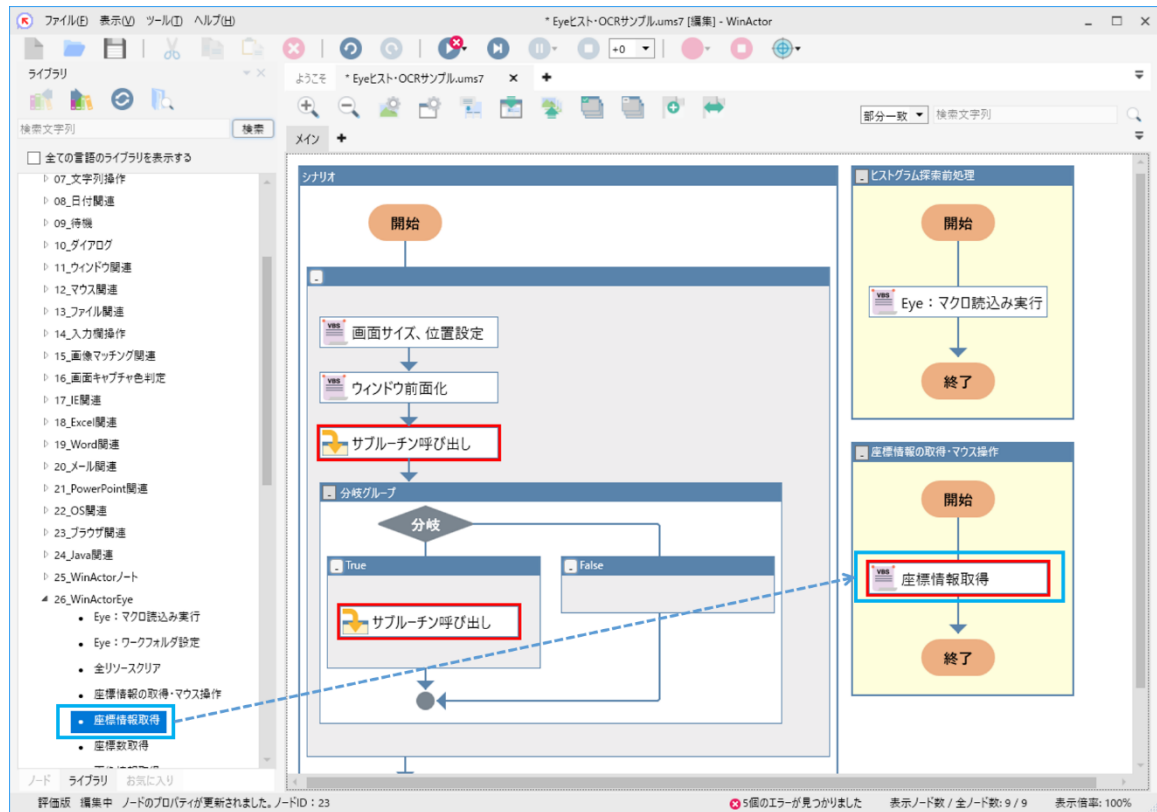 ファイル(F) 表示(V) ツール(T) ヘルプ(H)
* Eyeヒスト・OCRサンプル.ums7 [編集] - WinActor
+0
ライブラリ
検索文字列
検索
全ての言語のライブラリを表示する
07_文字列操作
08_日付関連
09_待機
10_ダイアログ
11_ウィンドウ関連
12_マウス関連
13_ファイル関連
14_入力欄操作
15_画像マッチング関連
16_画面キャプチャ色判定
17_IE関連
18_Excel関連
19_Word関連
20_メール関連
21_PowerPoint関連
22_OS関連
23_ブラウザ関連
24_Java関連
25_WinActorノート
26_WinActorEye
Eye：マクロ読込み実行
Eye：ワークフォルダ設定
全リソースクリア
座標情報の取得・マウス操作
座標情報取得
座標数取得
ノード ライブラリ お気に入り
ようこそ * Eyeヒスト・OCRサンプル.ums7
部分一致 検索文字列
メイン
シナリオ
開始
VBS 画面サイズ、位置設定
VBS ウィンドウ前面化
サブルーチン呼び出し
分岐グループ
分岐
True
サブルーチン呼び出し
False
ヒストグラム探索前処理
開始
VBS Eye：マクロ読込み実行
終了
座標情報の取得・マウス操作
開始
VBS 座標情報取得
終了
評価版 編集中 ノードのプロパティが更新されました。ノードID：23
5個のエラーが見つかりました 表示ノード数 / 全ノード数: 9 / 9 表示倍率: 100%